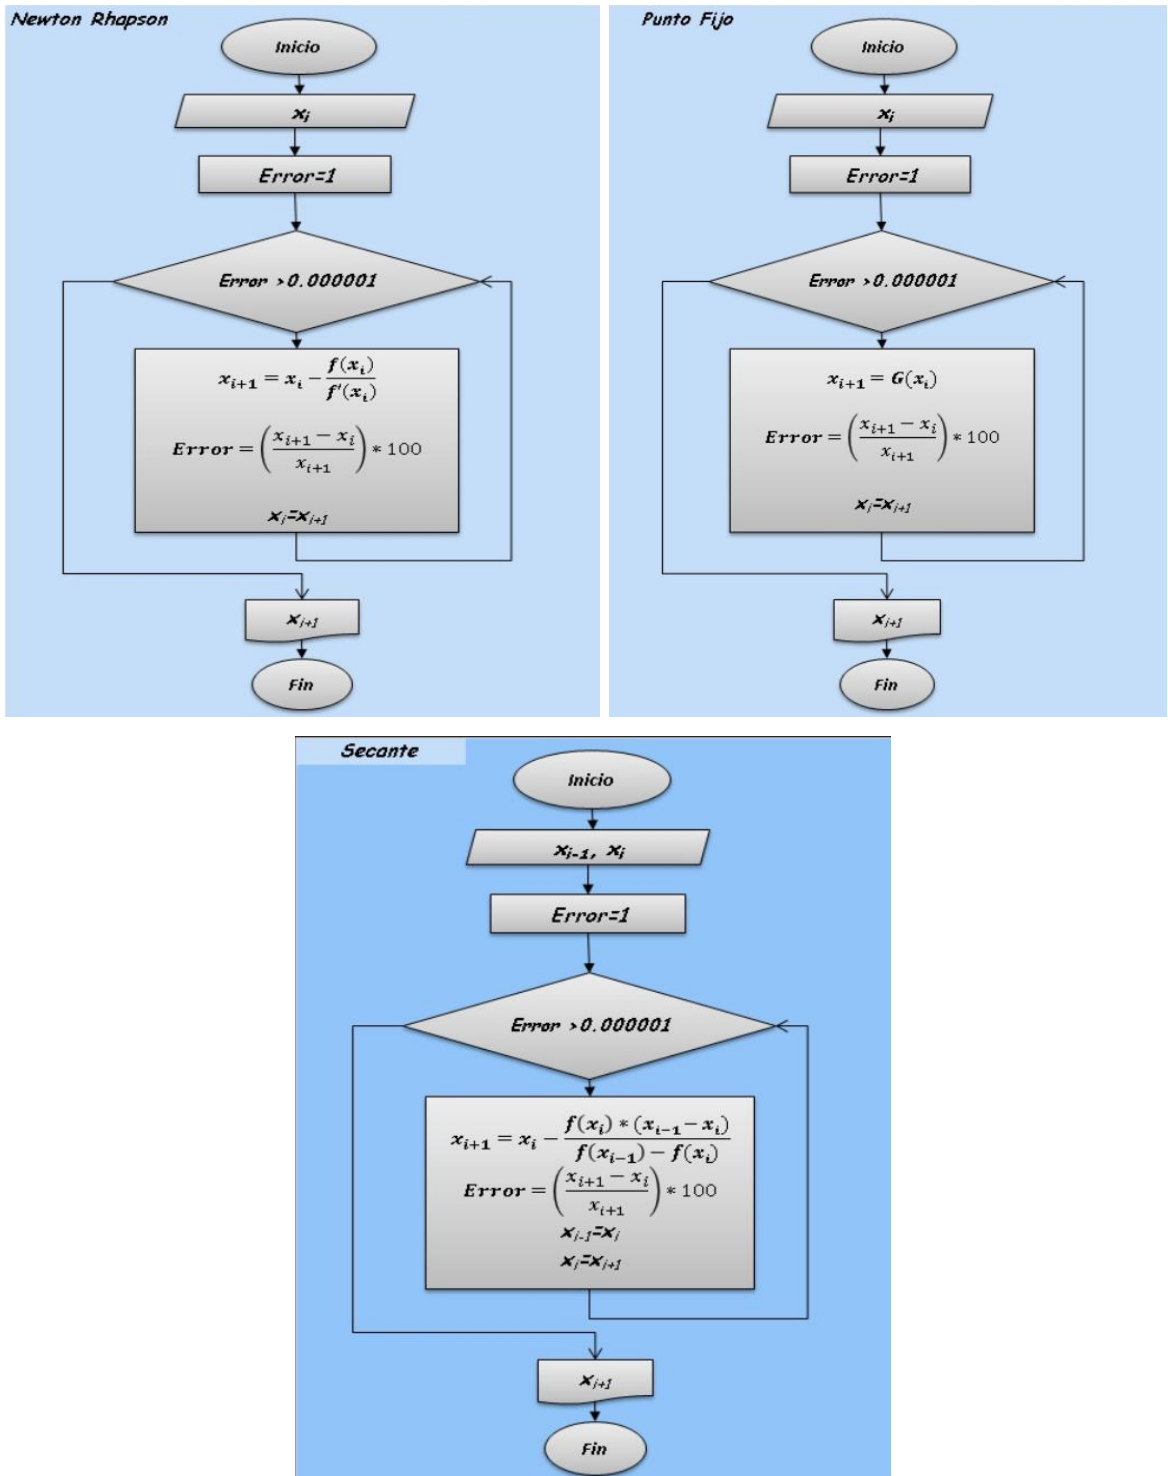 Newton Rhapson
Inicio
xᵢ
Error=1
Error >0.000001
xᵢ₊₁ = xᵢ − f(xᵢ) / f'(xᵢ)
Error = ((xᵢ₊₁ − xᵢ) / xᵢ₊₁) * 100
xᵢ=xᵢ₊₁
xᵢ₊₁
Fin
Punto Fijo
Inicio
xᵢ
Error=1
Error >0.000001
xᵢ₊₁ = G(xᵢ)
Error = ((xᵢ₊₁ − xᵢ) / xᵢ₊₁) * 100
xᵢ=xᵢ₊₁
xᵢ₊₁
Fin
Secante
Inicio
xᵢ₋₁, xᵢ
Error=1
Error >0.000001
xᵢ₊₁ = xᵢ − f(xᵢ) * (xᵢ₋₁ − xᵢ) / (f(xᵢ₋₁) − f(xᵢ))
Error = ((xᵢ₊₁ − xᵢ) / xᵢ₊₁) * 100
xᵢ₋₁=xᵢ
xᵢ=xᵢ₊₁
xᵢ₊₁
Fin